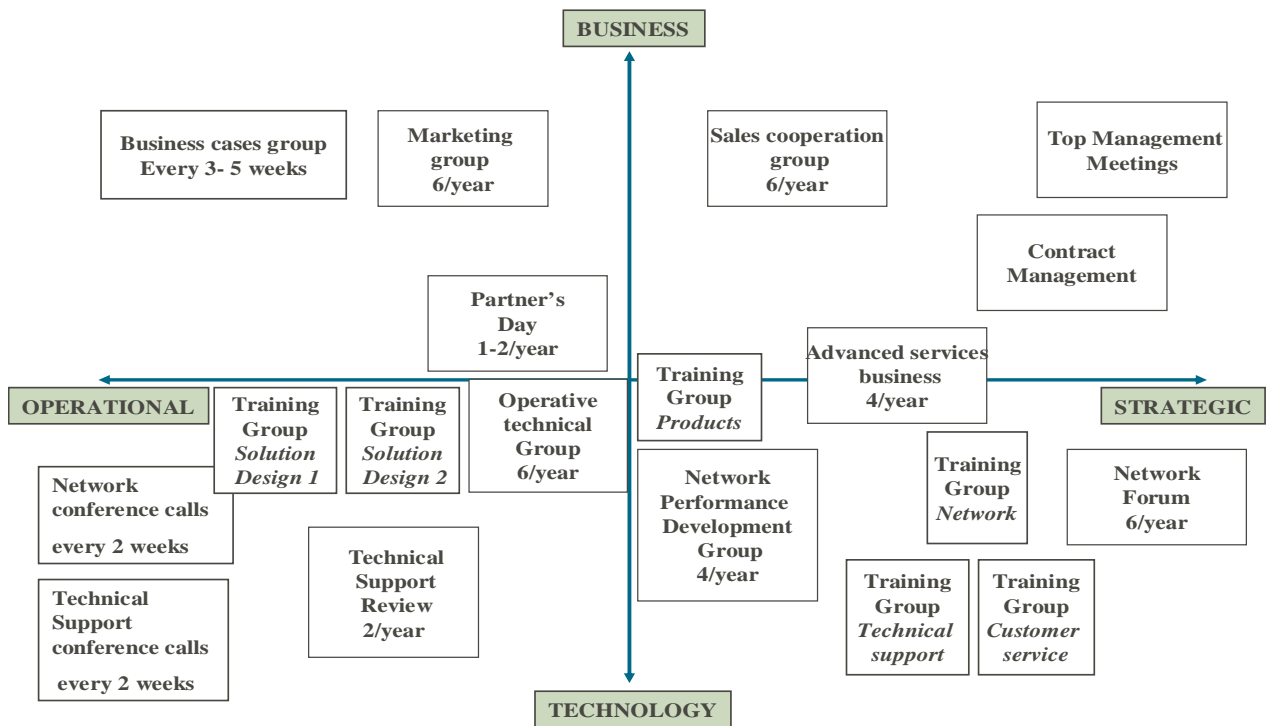 BUSINESS
Business cases group
Every 3- 5 weeks
Marketing
group
6/year
Sales cooperation
group
6/year
Top Management
Meetings
Contract
Management
Partner's
Day
1-2/year
Advanced services
business
4/year
OPERATIONAL
Training
Group
Solution
Design 1
Training
Group
Solution
Design 2
Operative
technical
Group
6/year
Training
Group
Products
STRATEGIC
Network
conference calls
every 2 weeks
Network
Performance
Development
Group
4/year
Training
Group
Network
Network
Forum
6/year
Technical
Support
Review
2/year
Technical
Support
conference calls
every 2 weeks
Training
Group
Technical
support
Training
Group
Customer
service
TECHNOLOGY